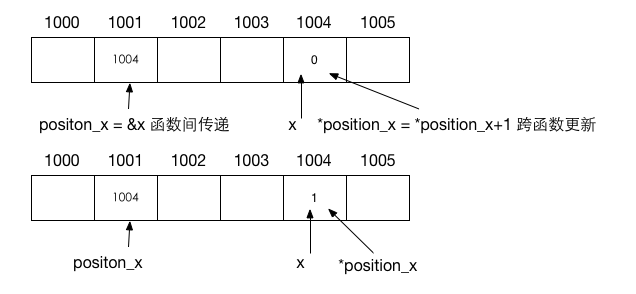 1000 1001 1002 1003 1004 1005
1004 0
positon_x = &x 函数间传递 x *position_x = *position_x+1 跨函数更新
1000 1001 1002 1003 1004 1005
1004 1
positon_x x *position_x